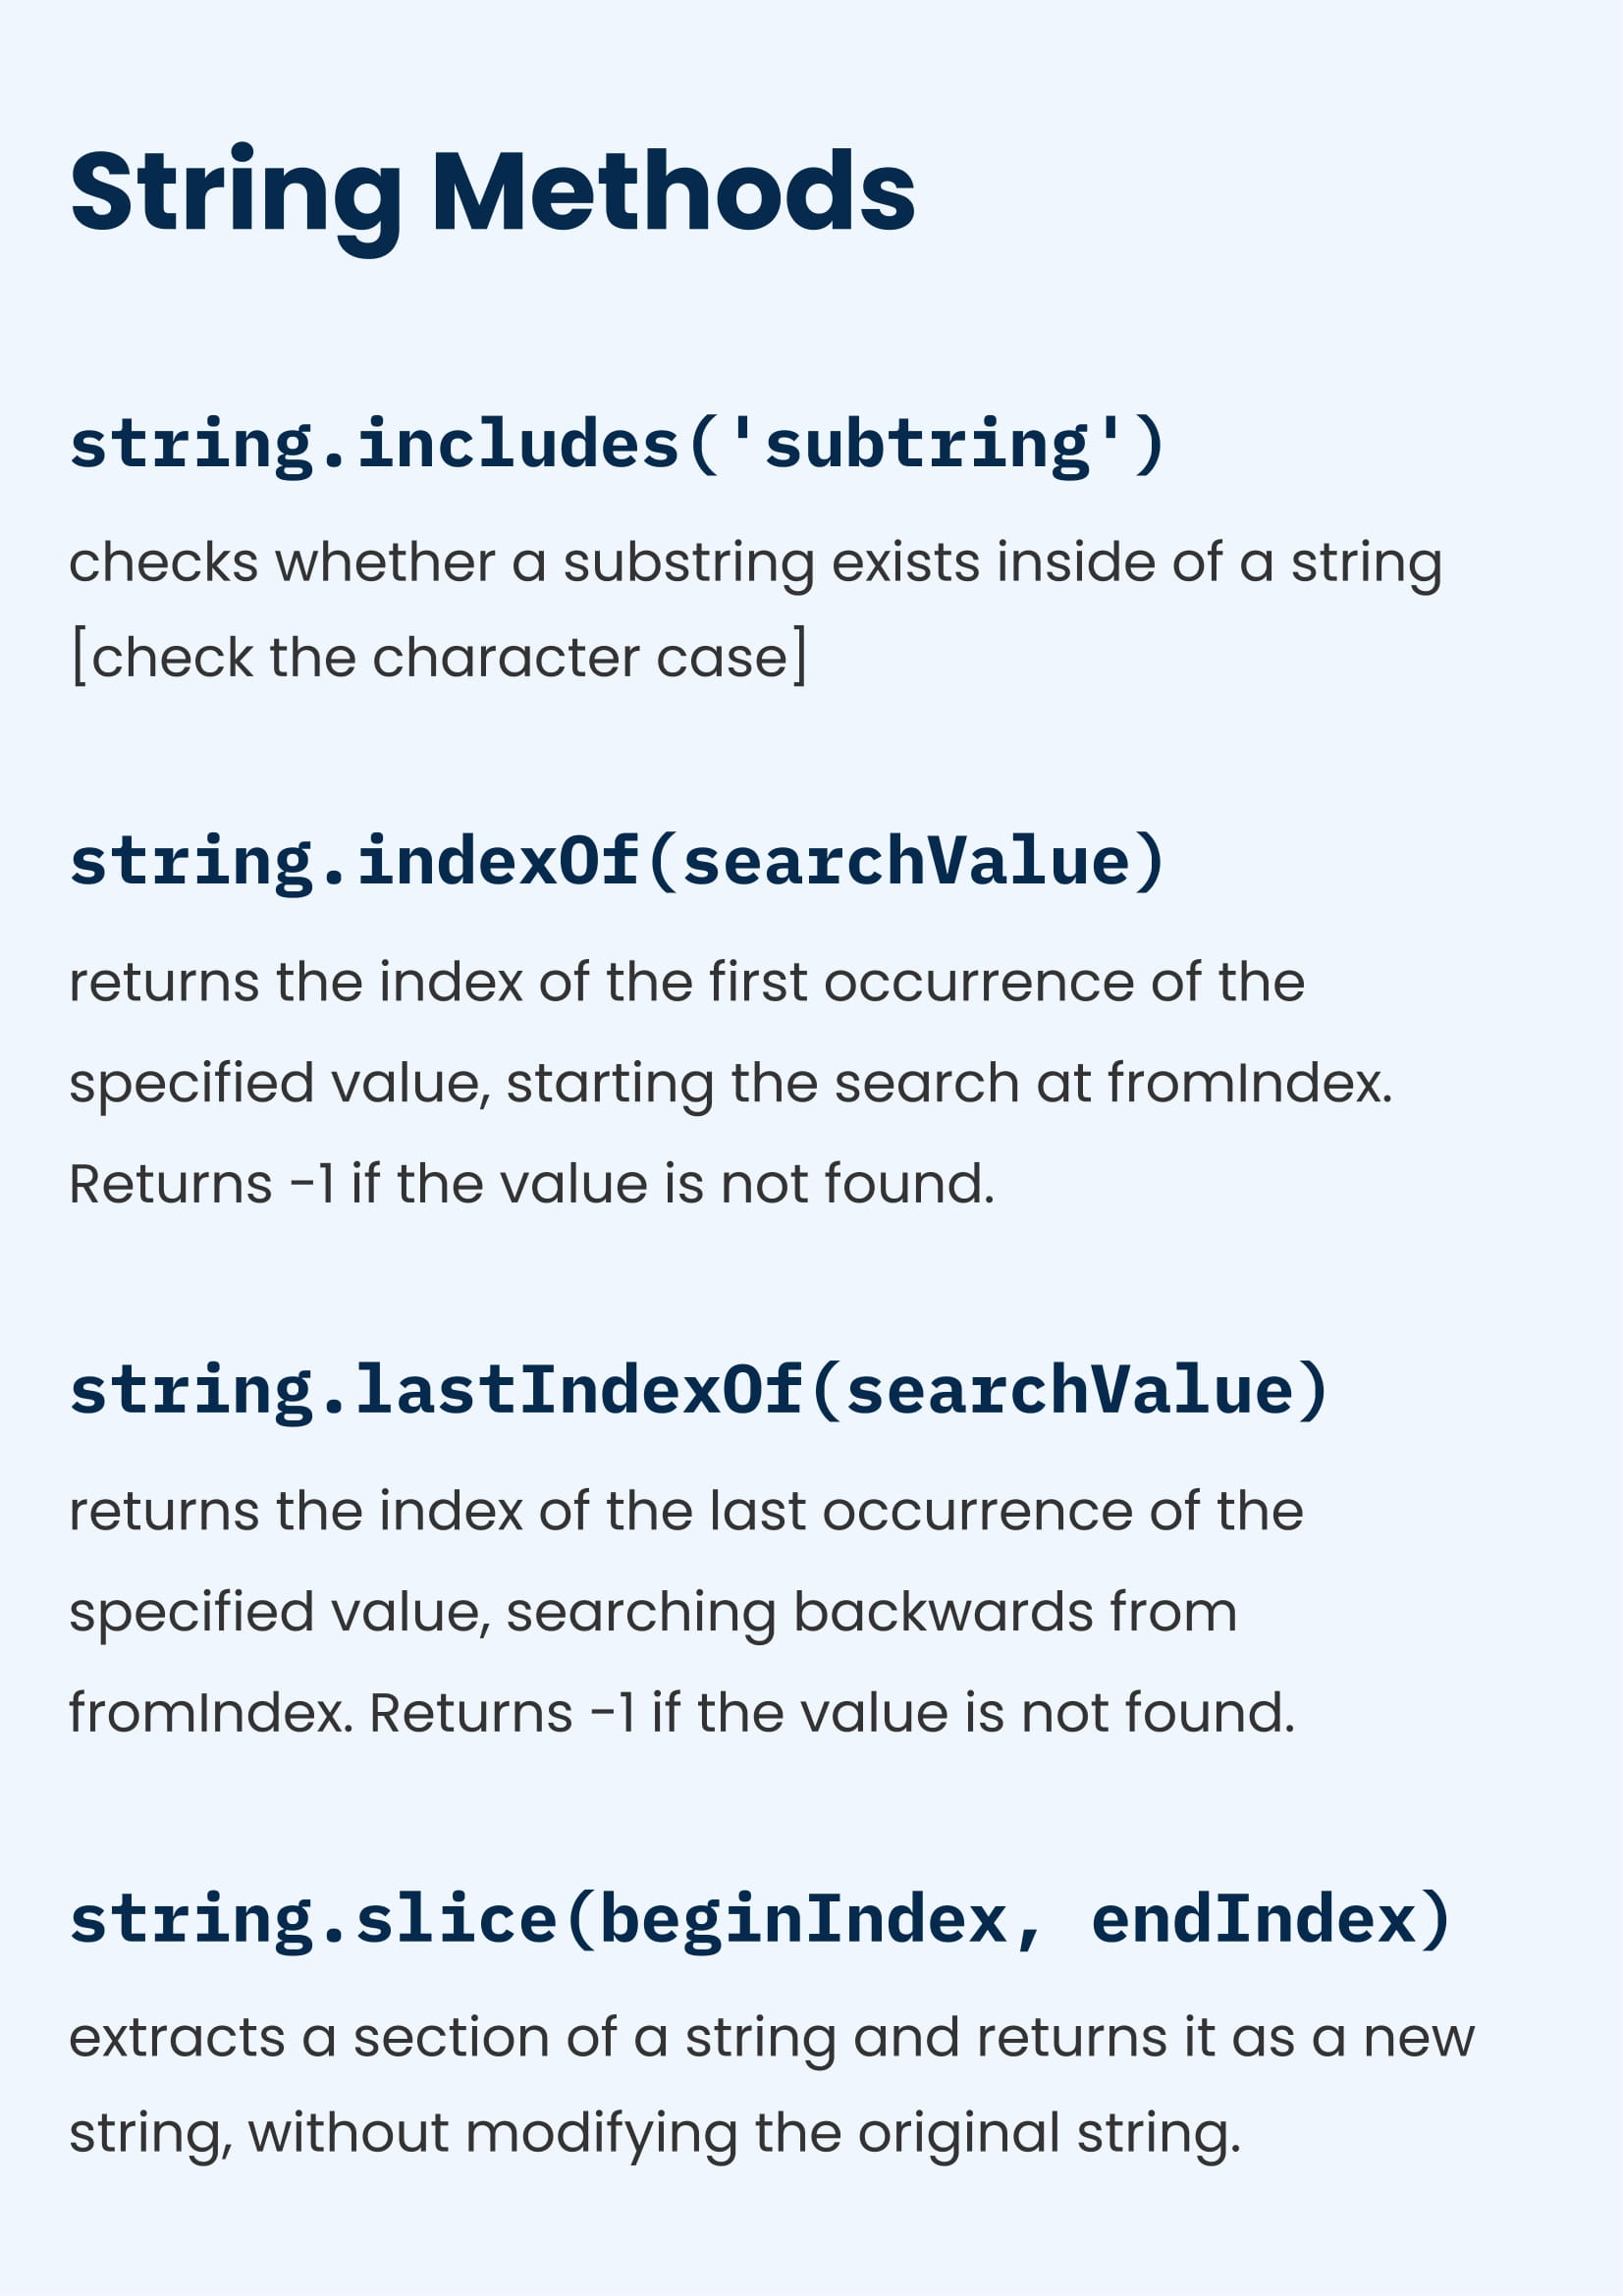 String Methods
string.includes('subtring')
checks whether a substring exists inside of a string
[check the character case]
string.indexOf(searchValue)
returns the index of the first occurrence of the
specified value, starting the search at fromIndex.
Returns -1 if the value is not found.
string.lastIndexOf(searchValue)
returns the index of the last occurrence of the
specified value, searching backwards from
fromIndex. Returns -1 if the value is not found.
string.slice(beginIndex, endIndex)
extracts a section of a string and returns it as a new
string, without modifying the original string.